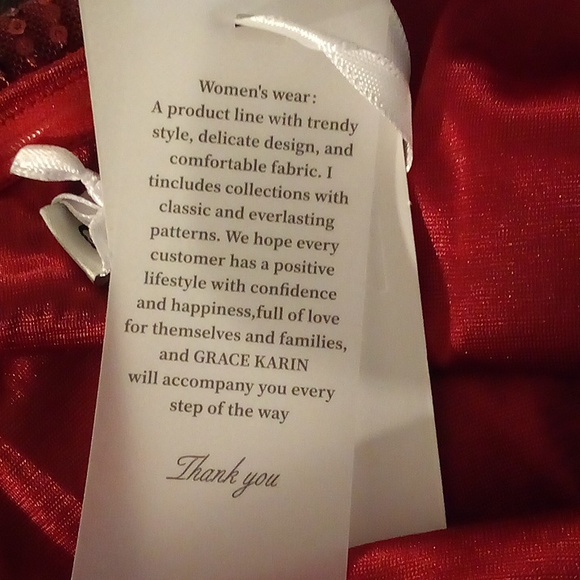 Women's wear:
A product line with trendy
style, delicate design, and
comfortable fabric. I
tincludes collections with
classic and everlasting
patterns. We hope every
customer has a positive
lifestyle with confidence
and happiness,full of love
for themselves and families,
and GRACE KARIN
will accompany you every
step of the way
Thank you